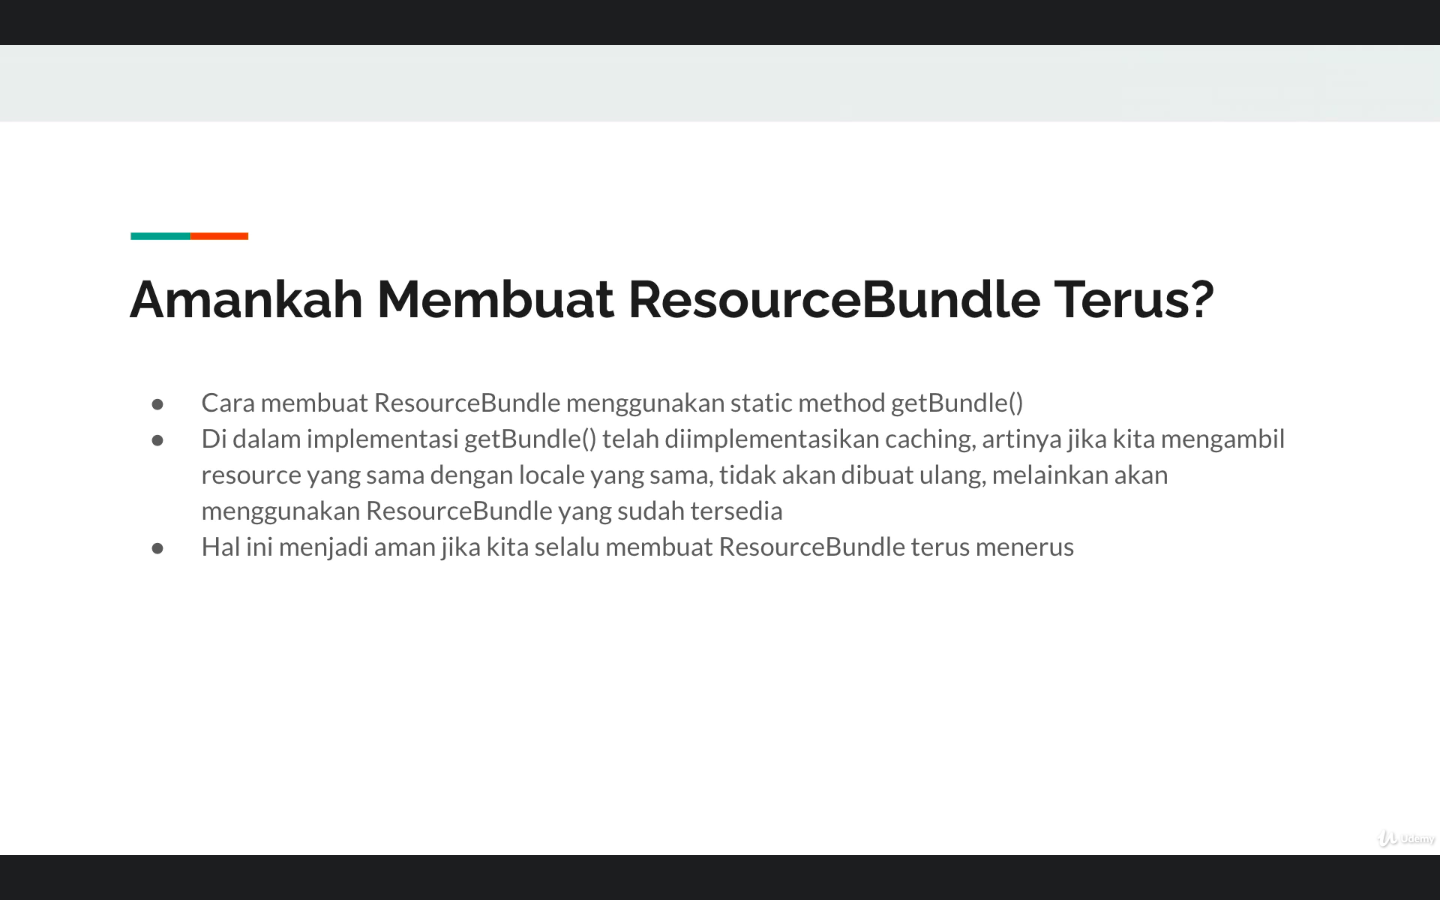 Amankah Membuat ResourceBundle Terus?
● Cara membuat ResourceBundle menggunakan static method getBundle()
● Di dalam implementasi getBundle() telah diimplementasikan caching, artinya jika kita mengambil
resource yang sama dengan locale yang sama, tidak akan dibuat ulang, melainkan akan
menggunakan ResourceBundle yang sudah tersedia
● Hal ini menjadi aman jika kita selalu membuat ResourceBundle terus menerus
Udemy